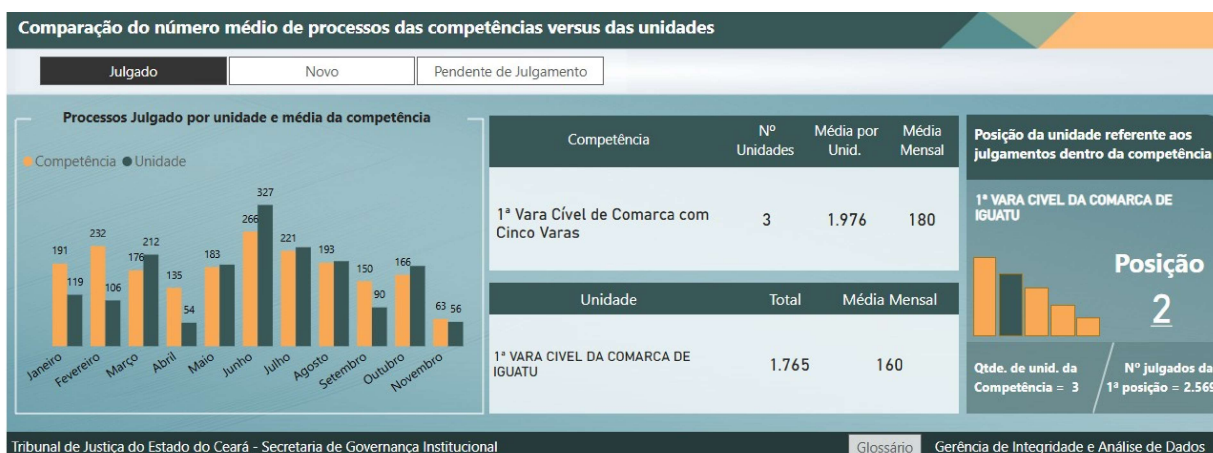 Comparação do número médio de processos das competências versus das unidades
Julgado
Novo
Pendente de Julgamento
Processos Julgado por unidade e média da competência
Competência
Unidade
191
119
232
106
176
212
135
54
183
266
327
221
193
150
90
166
63
56
Janeiro
Fevereiro
Março
Abril
Maio
Junho
Julho
Agosto
Setembro
Outubro
Novembro
Competência
Nº
Unidades
Média por
Unid.
Média
Mensal
1ª Vara Cível de Comarca com
Cinco Varas
3
1.976
180
Unidade
Total
Média Mensal
1ª VARA CIVEL DA COMARCA DE
IGUATU
1.765
160
Posição da unidade referente aos
julgamentos dentro da competência
1ª VARA CIVEL DA COMARCA DE
IGUATU
Posição
2
Qtde. de unid. da
Competência = 3
Nº julgados da
1ª posição = 2.569
Tribunal de Justiça do Estado do Ceará - Secretaria de Governança Institucional
Glossário
Gerência de Integridade e Análise de Dados